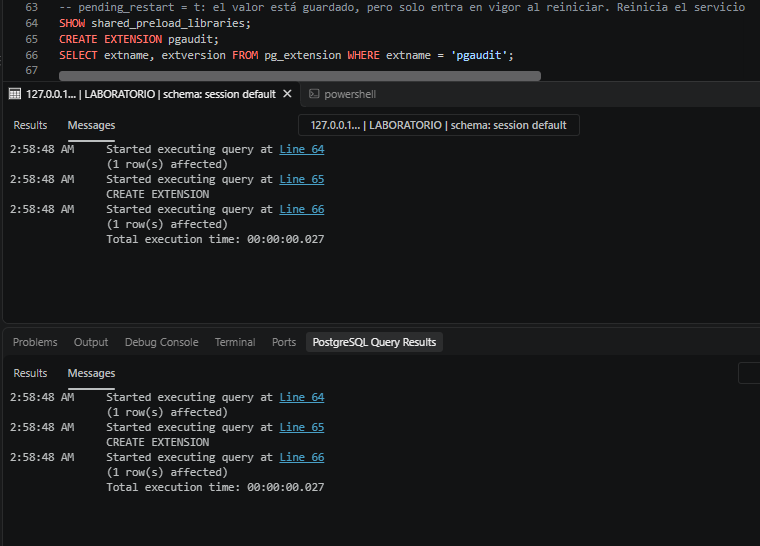 63 -- pending_restart = t: el valor está guardado, pero solo entra en vigor al reiniciar. Reinicia el servicio
64 SHOW shared_preload_libraries;
65 CREATE EXTENSION pgaudit;
66 SELECT extname, extversion FROM pg_extension WHERE extname = 'pgaudit';
67
127.0.0.1... | LABORATORIO | schema: session default powershell
Results Messages 127.0.0.1... | LABORATORIO | schema: session default
2:58:48 AM Started executing query at Line 64
(1 row(s) affected)
2:58:48 AM Started executing query at Line 65
CREATE EXTENSION
2:58:48 AM Started executing query at Line 66
(1 row(s) affected)
Total execution time: 00:00:00.027
Problems Output Debug Console Terminal Ports PostgreSQL Query Results
Results Messages
2:58:48 AM Started executing query at Line 64
(1 row(s) affected)
2:58:48 AM Started executing query at Line 65
CREATE EXTENSION
2:58:48 AM Started executing query at Line 66
(1 row(s) affected)
Total execution time: 00:00:00.027